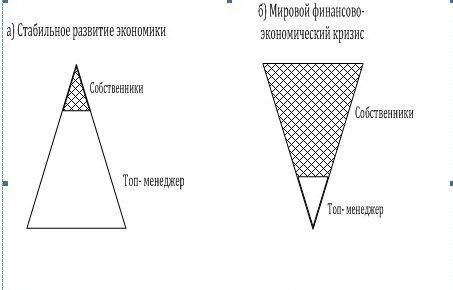 а) Стабильное развитие экономики
Собственники
Топ- менеджер
б) Мировой финансово-
экономический кризис
Собственники
Топ- менеджер